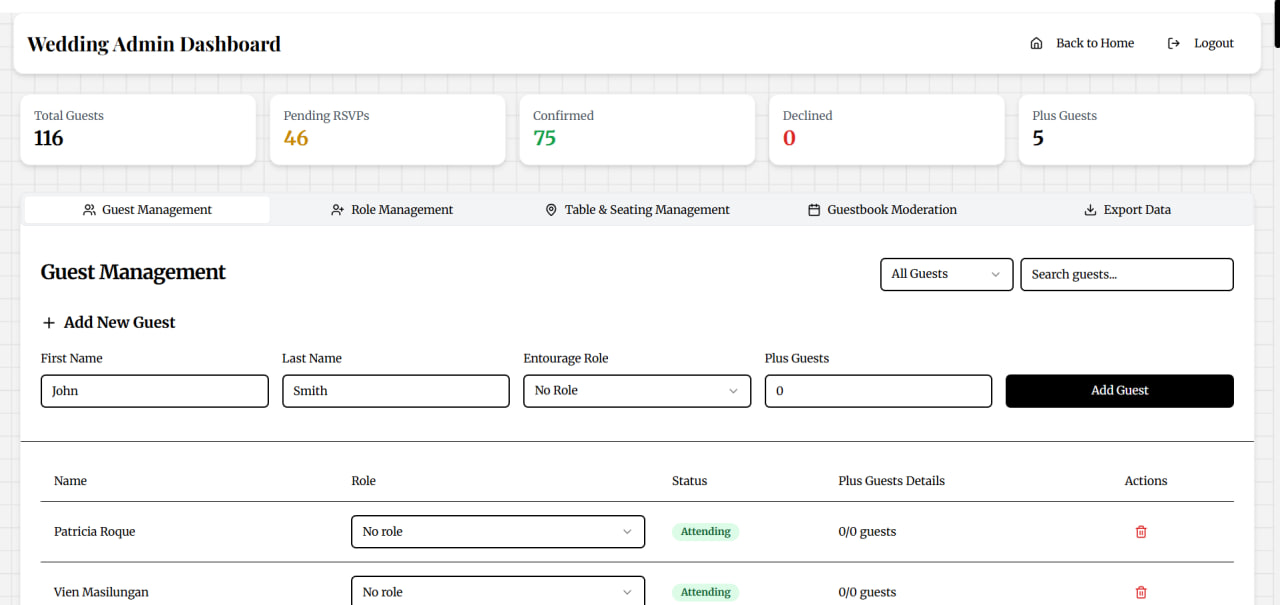 Wedding Admin Dashboard
Back to Home
Logout
Total Guests
116
Pending RSVPs
46
Confirmed
75
Declined
0
Plus Guests
5
Guest Management
Role Management
Table & Seating Management
Guestbook Moderation
Export Data
Guest Management
All Guests
Search guests...
Add New Guest
First Name
Last Name
Entourage Role
Plus Guests
John
Smith
No Role
0
Add Guest
Name
Role
Status
Plus Guests Details
Actions
Patricia Roque
No role
Attending
0/0 guests
Vien Masilungan
No role
Attending
0/0 guests